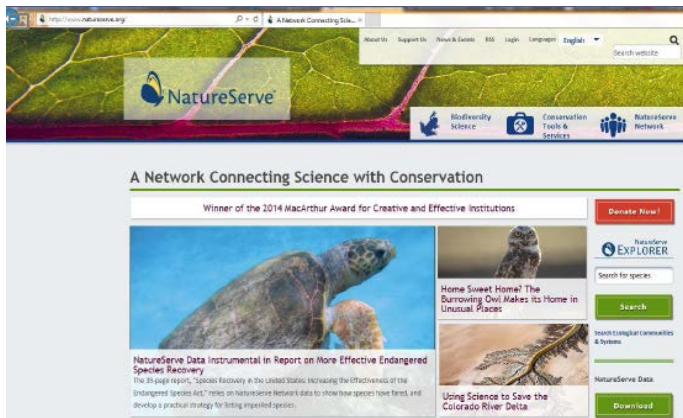 http://www.natureserve.org/
A Network Connecting Scie...
About Us Support Us News & Events RSS Login Languages English
Search website
NatureServe
Biodiversity
Science
Conservation
Tools &
Services
NatureServe
Network
A Network Connecting Science with Conservation
Winner of the 2014 MacArthur Award for Creative and Effective Institutions
Donate Now!
NatureServe
EXPLORER
Search for species
Search
Search Ecological Communities
& Systems
NatureServe Data
Download
Home Sweet Home? The
Burrowing Owl Makes its Home in
Unusual Places
NatureServe Data Instrumental in Report on More Effective Endangered
Species Recovery
The 35-page report, "Species Recovery in the United States: Increasing the Effectiveness of the
Endangered Species Act," relies on NatureServe Network data to show how species have fared, and
develop a practical strategy for listing imperiled species.
Using Science to Save the
Colorado River Delta